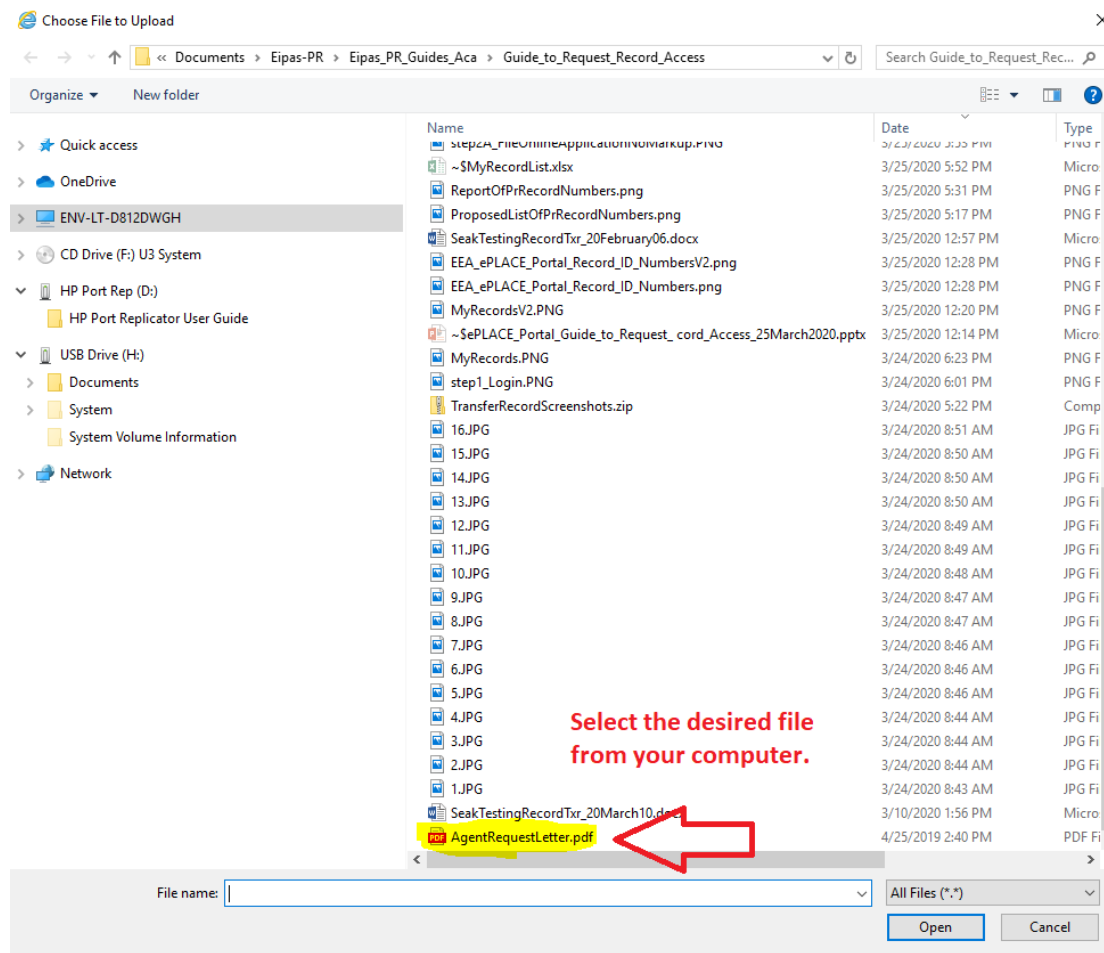 Choose File to Upload
« Documents > Eipas-PR > Eipas_PR_Guides_Aca > Guide_to_Request_Record_Access
Search Guide_to_Request_Rec...
Organize New folder
Name Date Type
Quick access
OneDrive
ENV-LT-D812DWGH
CD Drive (F:) U3 System
HP Port Rep (D:)
HP Port Replicator User Guide
USB Drive (H:)
Documents
System
System Volume Information
Network
step2A_FileOnlineApplicationNoMarkup.PNG 3/25/2020 5:53 PM PNG F
~$MyRecordList.xlsx 3/25/2020 5:52 PM Micro
ReportOfPrRecordNumbers.png 3/25/2020 5:31 PM PNG F
ProposedListOfPrRecordNumbers.png 3/25/2020 5:17 PM PNG F
SeakTestingRecordTxr_20February06.docx 3/25/2020 12:57 PM Micro
EEA_ePLACE_Portal_Record_ID_NumbersV2.png 3/25/2020 12:28 PM PNG F
EEA_ePLACE_Portal_Record_ID_Numbers.png 3/25/2020 12:28 PM PNG F
MyRecordsV2.PNG 3/25/2020 12:20 PM PNG F
~$ePLACE_Portal_Guide_to_Request_ cord_Access_25March2020.pptx 3/25/2020 12:14 PM Micro
MyRecords.PNG 3/24/2020 6:23 PM PNG F
step1_Login.PNG 3/24/2020 6:01 PM PNG F
TransferRecordScreenshots.zip 3/24/2020 5:22 PM Comp
16.JPG 3/24/2020 8:51 AM JPG Fi
15.JPG 3/24/2020 8:50 AM JPG Fi
14.JPG 3/24/2020 8:50 AM JPG Fi
13.JPG 3/24/2020 8:50 AM JPG Fi
12.JPG 3/24/2020 8:49 AM JPG Fi
11.JPG 3/24/2020 8:49 AM JPG Fi
10.JPG 3/24/2020 8:48 AM JPG Fi
9.JPG 3/24/2020 8:47 AM JPG Fi
8.JPG 3/24/2020 8:47 AM JPG Fi
7.JPG 3/24/2020 8:46 AM JPG Fi
6.JPG 3/24/2020 8:46 AM JPG Fi
5.JPG 3/24/2020 8:46 AM JPG Fi
4.JPG 3/24/2020 8:44 AM JPG Fi
3.JPG 3/24/2020 8:44 AM JPG Fi
2.JPG 3/24/2020 8:44 AM JPG Fi
1.JPG 3/24/2020 8:43 AM JPG Fi
SeakTestingRecordTxr_20March10.docx 3/10/2020 1:56 PM Micro
AgentRequestLetter.pdf 4/25/2019 2:40 PM PDF Fi
Select the desired file
from your computer.
File name: All Files (*.*)
Open Cancel